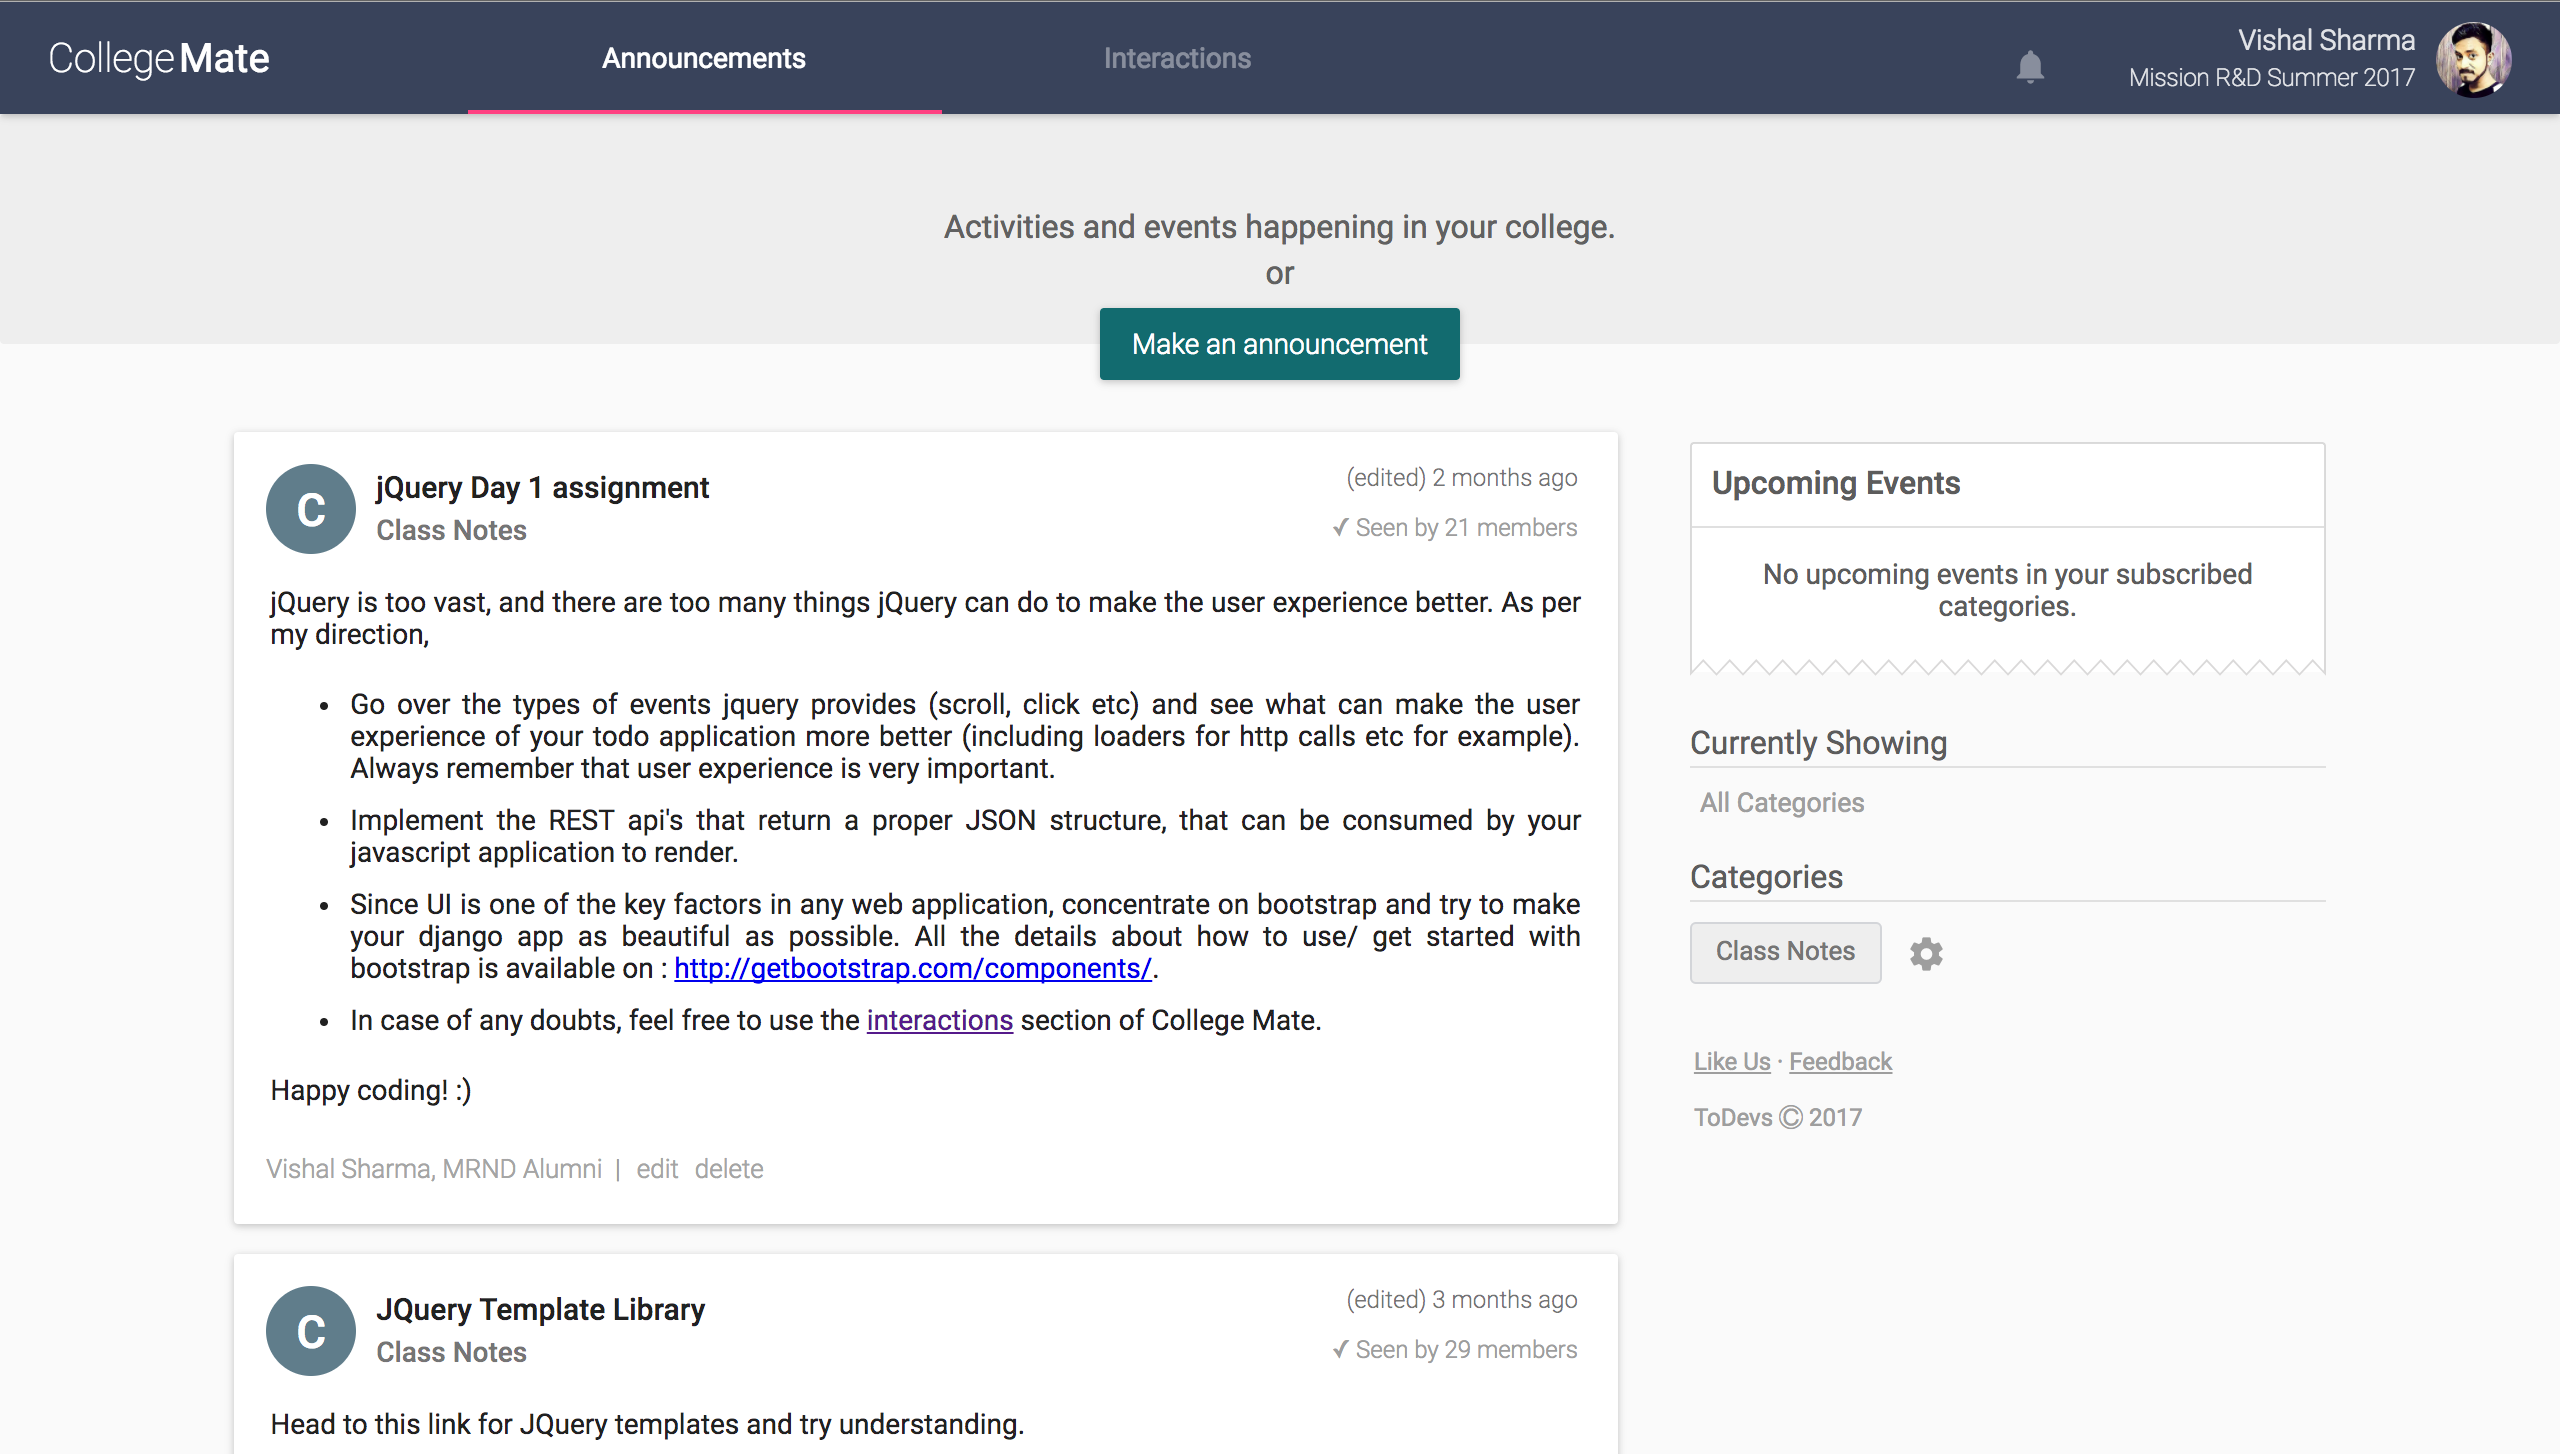 CollegeMate
Announcements
Interactions
Vishal Sharma
Mission R&D Summer 2017
Activities and events happening in your college.
or
Make an announcement
C
jQuery Day 1 assignment
Class Notes
(edited) 2 months ago
✓ Seen by 21 members
jQuery is too vast, and there are too many things jQuery can do to make the user experience better. As per
my direction,
• Go over the types of events jquery provides (scroll, click etc) and see what can make the user
experience of your todo application more better (including loaders for http calls etc for example).
Always remember that user experience is very important.
• Implement the REST api's that return a proper JSON structure, that can be consumed by your
javascript application to render.
• Since UI is one of the key factors in any web application, concentrate on bootstrap and try to make
your django app as beautiful as possible. All the details about how to use/ get started with
bootstrap is available on : http://getbootstrap.com/components/.
• In case of any doubts, feel free to use the interactions section of College Mate.
Happy coding! :)
Vishal Sharma, MRND Alumni | edit delete
C
JQuery Template Library
Class Notes
(edited) 3 months ago
✓ Seen by 29 members
Head to this link for JQuery templates and try understanding.
Upcoming Events
No upcoming events in your subscribed
categories.
Currently Showing
All Categories
Categories
Class Notes
Like Us · Feedback
ToDevs © 2017